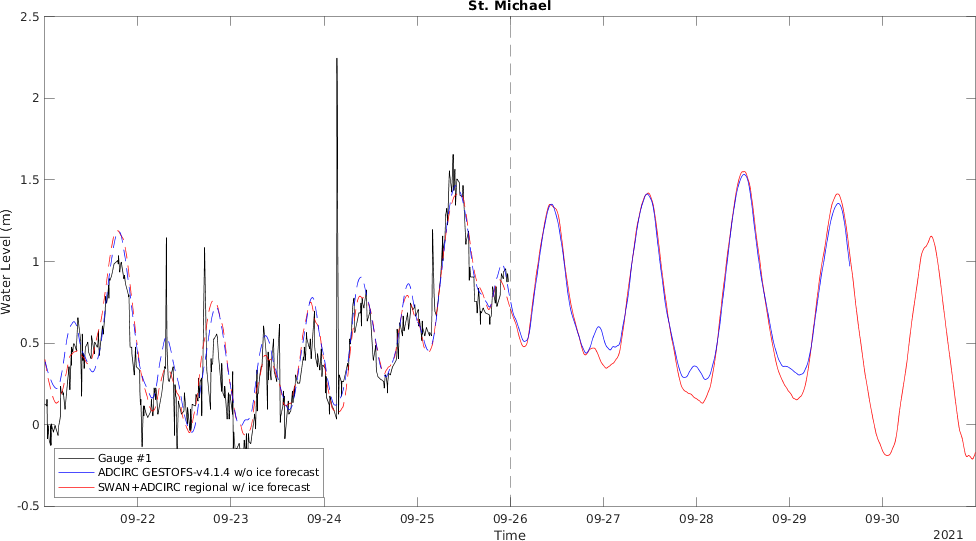 St. Michael
2.5
2
1.5
1
0.5
0
-0.5
Water Level (m)
Gauge #1
ADCIRC GESTOFS-v4.1.4 w/o ice forecast
SWAN+ADCIRC regional w/ ice forecast
09-22
09-23
09-24
09-25
09-26
09-27
09-28
09-29
09-30
Time
2021